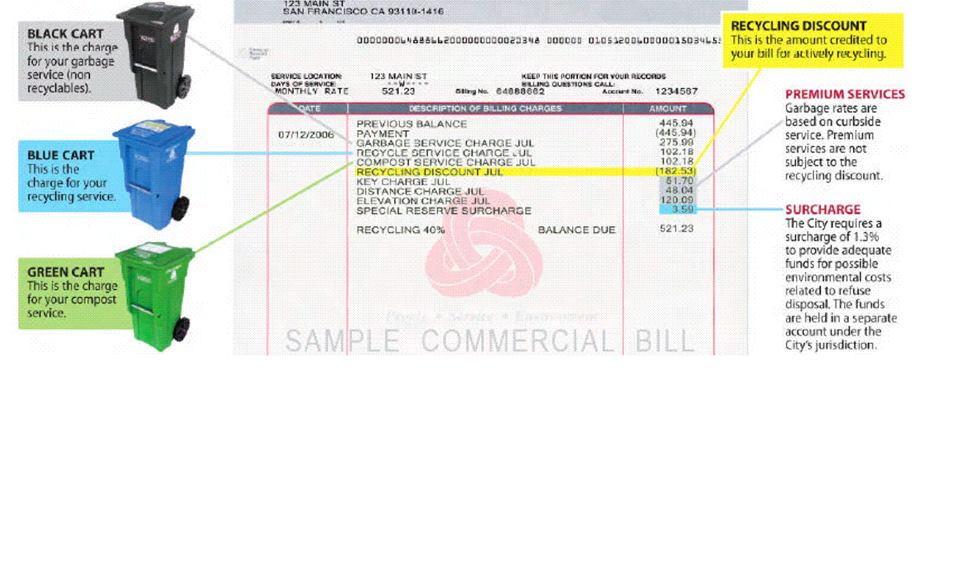 123 MAIN ST
SAN FRANCISCO CA 93110-1416
SERVICE LOCATION: 123 MAIN ST KEEP THIS PORTION FOR YOUR RECORDS
DAYS OF SERVICE: --W---- BILLING QUESTIONS CALL:
MONTHLY RATE 521.23 Billing No. 64888662 Account No. 1234567
DATE DESCRIPTION OF BILLING CHARGES AMOUNT
PREVIOUS BALANCE 445.94
07/12/2006 PAYMENT (445.94)
GARBAGE SERVICE CHARGE JUL 275.99
RECYCLE SERVICE CHARGE JUL 102.18
COMPOST SERVICE CHARGE JUL 102.18
RECYCLING DISCOUNT JUL (182.53)
KEY CHARGE JUL 51.70
DISTANCE CHARGE JUL 48.04
ELEVATION CHARGE JUL 120.09
SPECIAL RESERVE SURCHARGE 3.59
RECYCLING 40% BALANCE DUE 521.23
SAMPLE COMMERCIAL BILL
BLACK CART
This is the charge
for your garbage
service (non
recyclables).
BLUE CART
This is the
charge for your
recycling service.
GREEN CART
This is the charge
for your compost
service.
RECYCLING DISCOUNT
This is the amount credited to
your bill for actively recycling.
PREMIUM SERVICES
Garbage rates are
based on curbside
service. Premium
services are not
subject to the
recycling discount.
SURCHARGE
The City requires a
surcharge of 1.3%
to provide adequate
funds for possible
environmental costs
related to refuse
disposal. The funds
are held in a separate
account under the
City's jurisdiction.